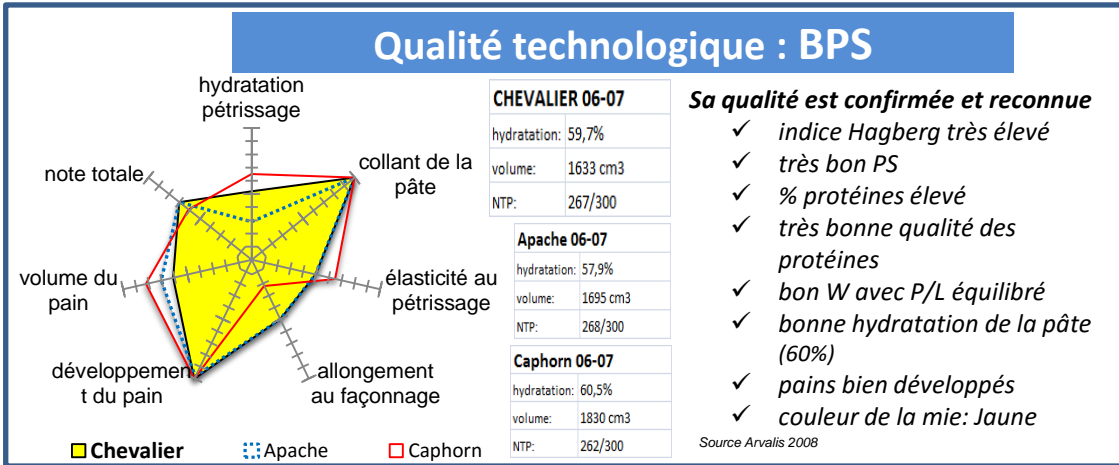 Qualité technologique : BPS
hydratation
pétrissage
collant de la
pâte
élasticité au
pétrissage
allongement
au façonnage
développemen
t du pain
volume du
pain
note totale
Chevalier
Apache
Caphorn
CHEVALIER 06-07
hydratation: 59,7%
volume: 1633 cm3
NTP: 267/300
Apache 06-07
hydratation: 57,9%
volume: 1695 cm3
NTP: 268/300
Caphorn 06-07
hydratation: 60,5%
volume: 1830 cm3
NTP: 262/300
Sa qualité est confirmée et reconnue
✓ indice Hagberg très élevé
✓ très bon PS
✓ % protéines élevé
✓ très bonne qualité des
protéines
✓ bon W avec P/L équilibré
✓ bonne hydratation de la pâte
(60%)
✓ pains bien développés
✓ couleur de la mie: Jaune
Source Arvalis 2008